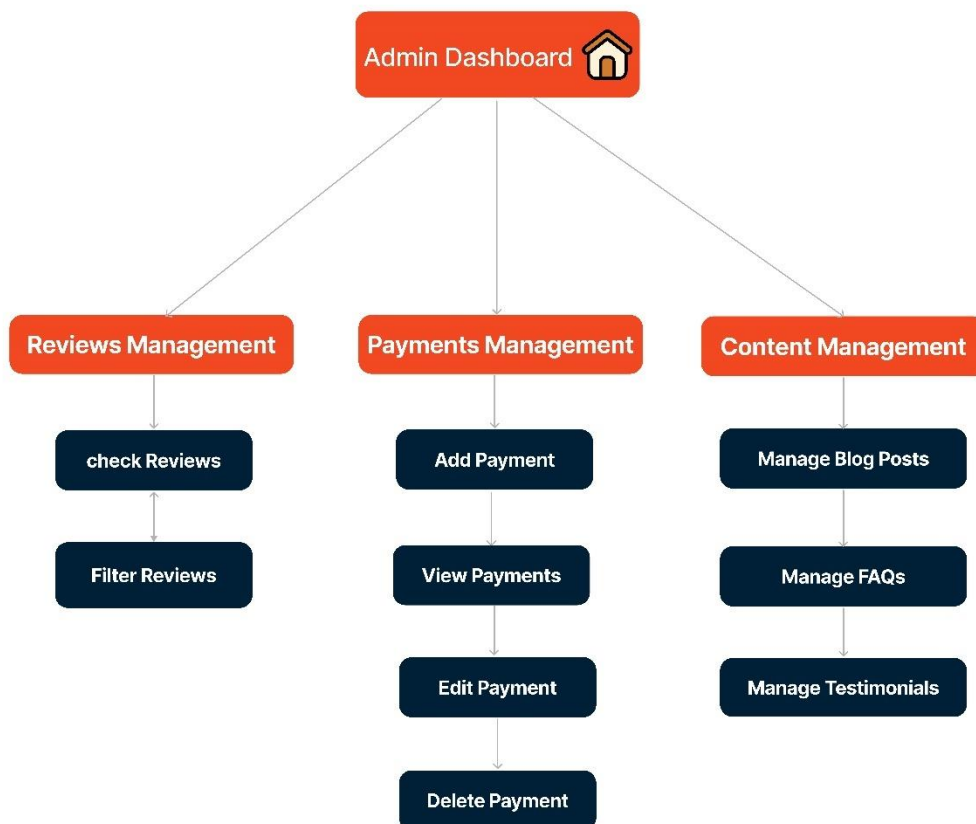 Admin Dashboard
Reviews Management
Payments Management
Content Management
check Reviews
Add Payment
Manage Blog Posts
Filter Reviews
View Payments
Manage FAQs
Edit Payment
Manage Testimonials
Delete Payment